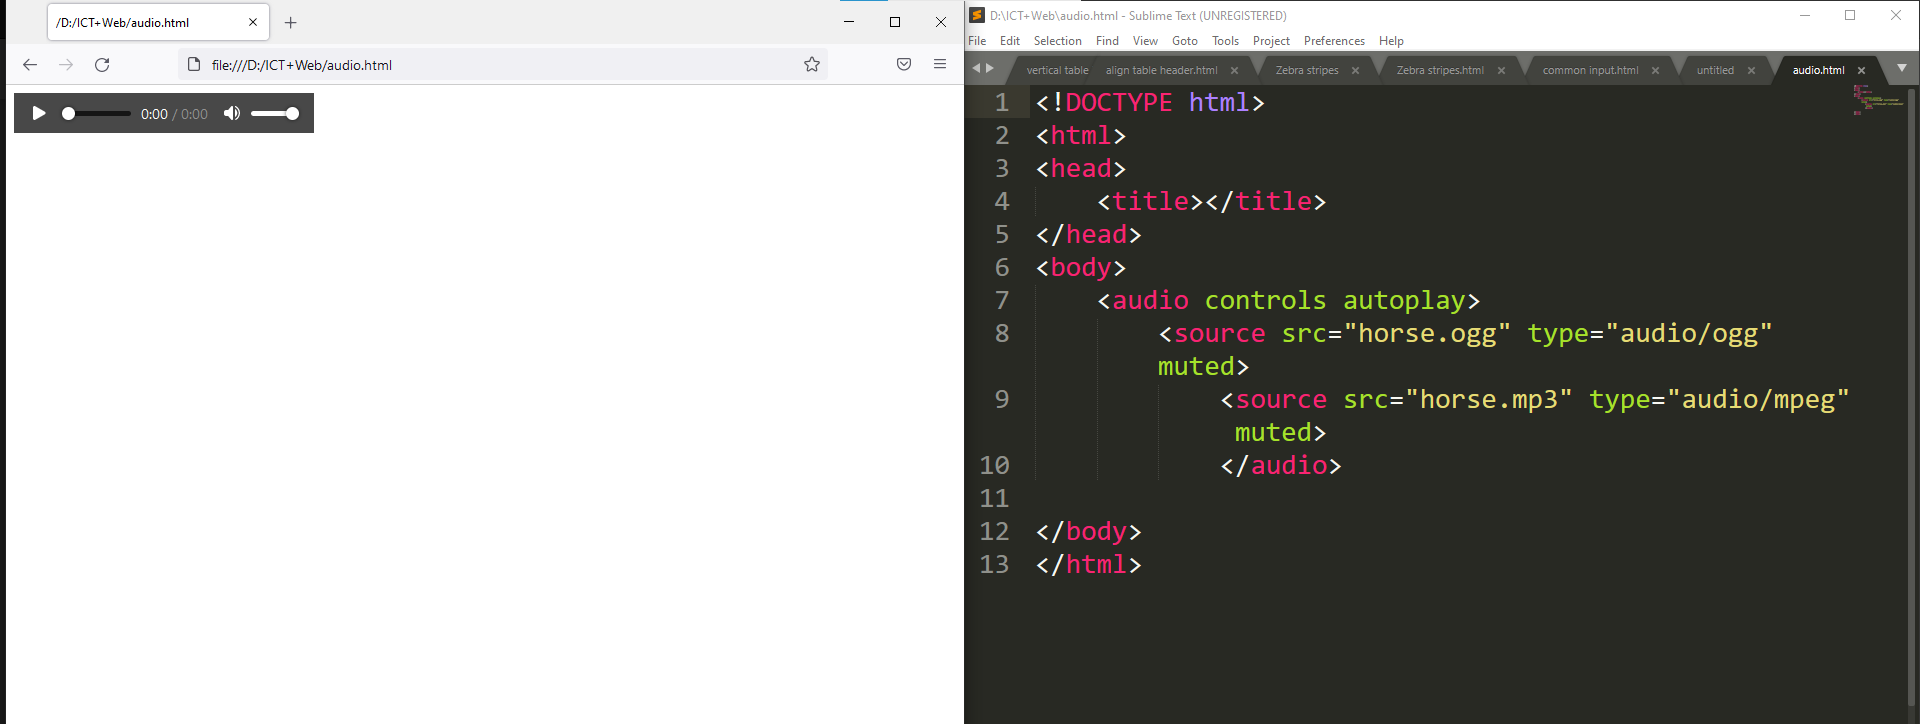 /D:/ICT+Web/audio.html
file:///D:/ICT+Web/audio.html
0:00 / 0:00
D:\ICT+Web\audio.html - Sublime Text (UNREGISTERED)
File Edit Selection Find View Goto Tools Project Preferences Help
vertical table align table header.html Zebra stripes Zebra stripes.html common input.html untitled audio.html
1 <!DOCTYPE html>
2 <html>
3 <head>
4 <title></title>
5 </head>
6 <body>
7 <audio controls autoplay>
8 <source src="horse.ogg" type="audio/ogg"
muted>
9 <source src="horse.mp3" type="audio/mpeg"
muted>
10 </audio>
11
12 </body>
13 </html>